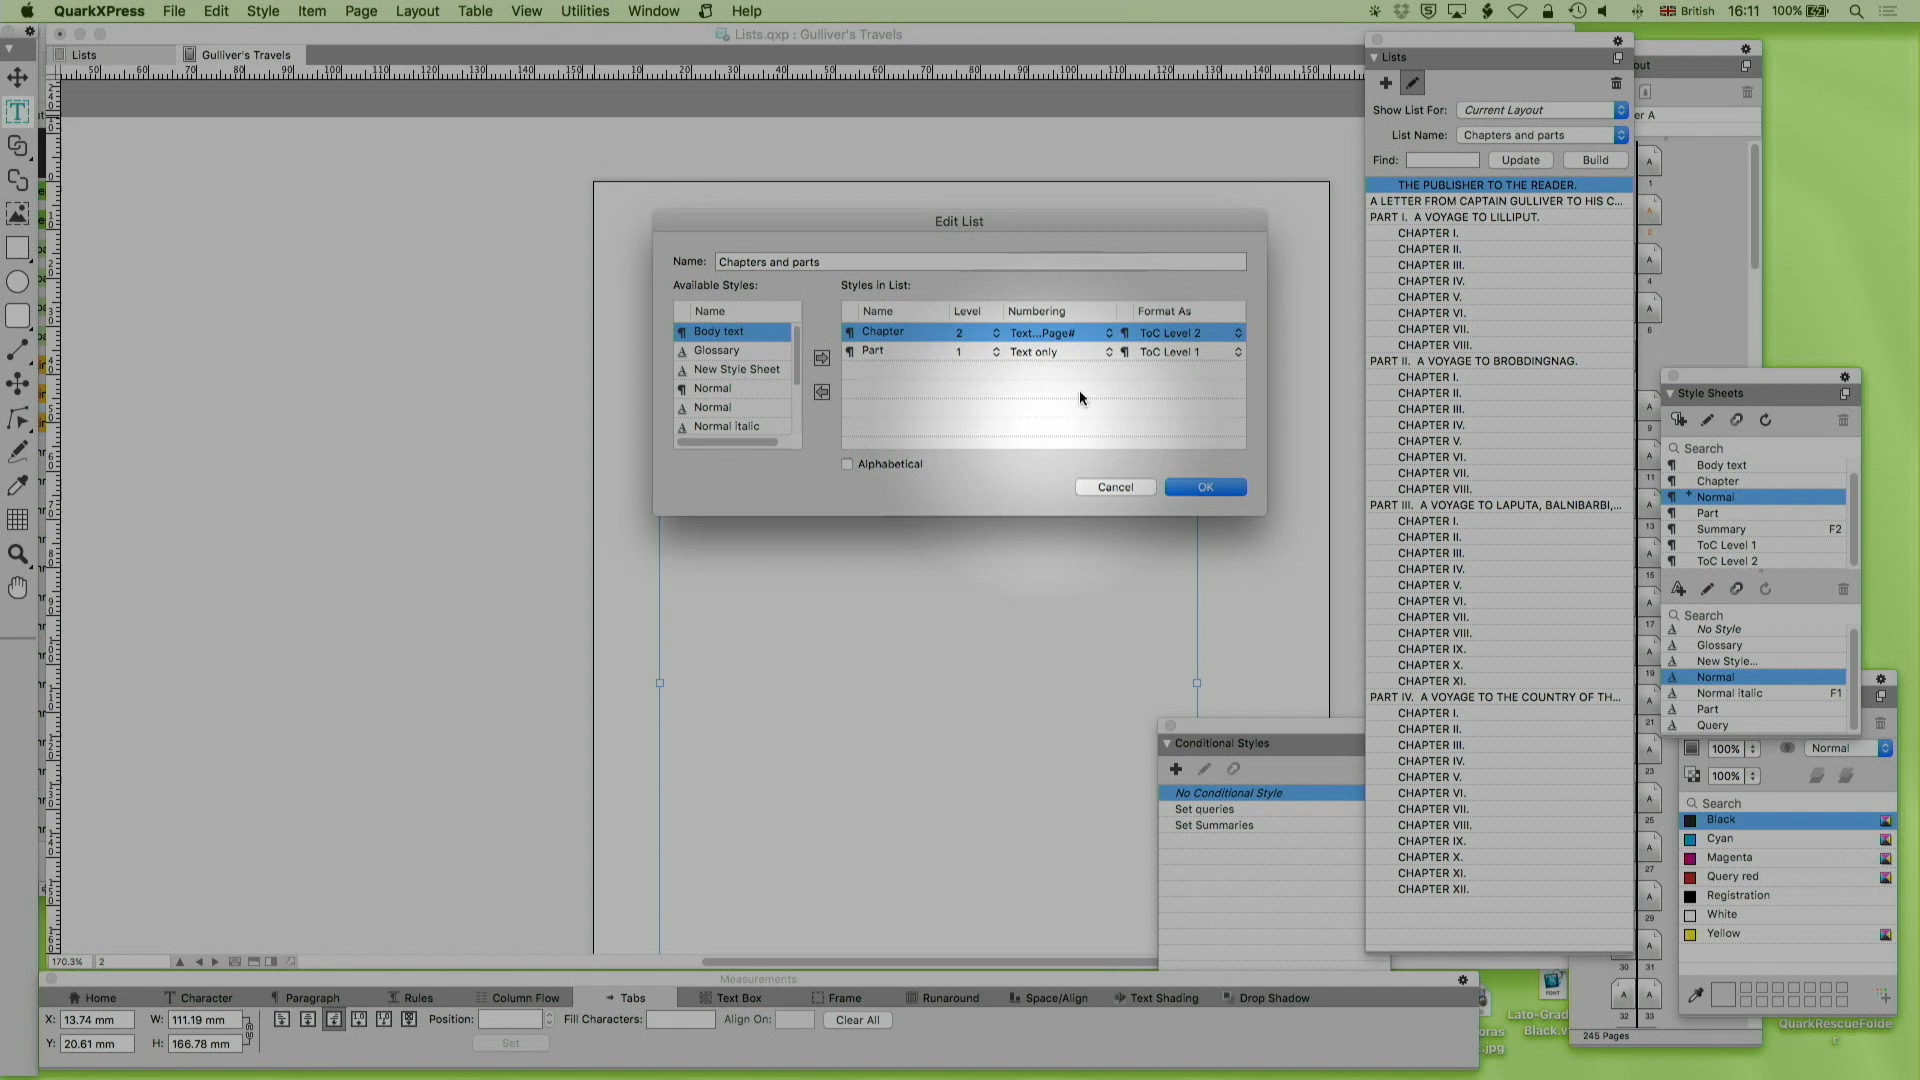 QuarkXPress File Edit Style Item Page Layout Table View Utilities Window Help
British 16:11 100%
Lists.qxp : Gulliver's Travels
Lists
Gulliver's Travels
Edit List
Name: Chapters and parts
Available Styles:
Name
Body text
Glossary
New Style Sheet
Normal
Normal
Normal italic
Styles in List:
Name Level Numbering Format As
Chapter 2 Text...Page# ToC Level 2
Part 1 Text only ToC Level 1
Alphabetical
Cancel OK
Lists
Show List For: Current Layout
List Name: Chapters and parts
Find: Update Build
THE PUBLISHER TO THE READER.
A LETTER FROM CAPTAIN GULLIVER TO HIS C...
PART I. A VOYAGE TO LILLIPUT.
CHAPTER I.
CHAPTER II.
CHAPTER III.
CHAPTER IV.
CHAPTER V.
CHAPTER VI.
CHAPTER VII.
CHAPTER VIII.
PART II. A VOYAGE TO BROBDINGNAG.
CHAPTER I.
CHAPTER II.
CHAPTER III.
CHAPTER IV.
CHAPTER V.
CHAPTER VI.
CHAPTER VII.
CHAPTER VIII.
PART III. A VOYAGE TO LAPUTA, BALNIBARBI,...
CHAPTER I.
CHAPTER II.
CHAPTER III.
CHAPTER IV.
CHAPTER V.
CHAPTER VI.
CHAPTER VII.
CHAPTER VIII.
CHAPTER IX.
CHAPTER X.
CHAPTER XI.
PART IV. A VOYAGE TO THE COUNTRY OF TH...
CHAPTER I.
CHAPTER II.
CHAPTER III.
CHAPTER IV.
CHAPTER V.
CHAPTER VI.
CHAPTER VII.
CHAPTER VIII.
CHAPTER IX.
CHAPTER X.
CHAPTER XI.
CHAPTER XII.
Style Sheets
Search
Body text
Chapter
Normal
Part
Summary F2
ToC Level 1
ToC Level 2
Search
No Style
Glossary
New Style...
Normal
Normal italic F1
Part
Query
100% Normal
100%
Search
Black
Cyan
Magenta
Query red
Registration
White
Yellow
Conditional Styles
No Conditional Style
Set queries
Set Summaries
170.3% 2
Measurements
Home Character Paragraph Rules Column Flow Tabs Text Box Frame Runaround Space/Align Text Shading Drop Shadow
X: 13.74 mm W: 111.19 mm Position: Fill Characters: Align On: Clear All
Y: 20.61 mm H: 166.78 mm Set
245 Pages
Lato-Grad
Black.v
QuarkRescueFolde
r